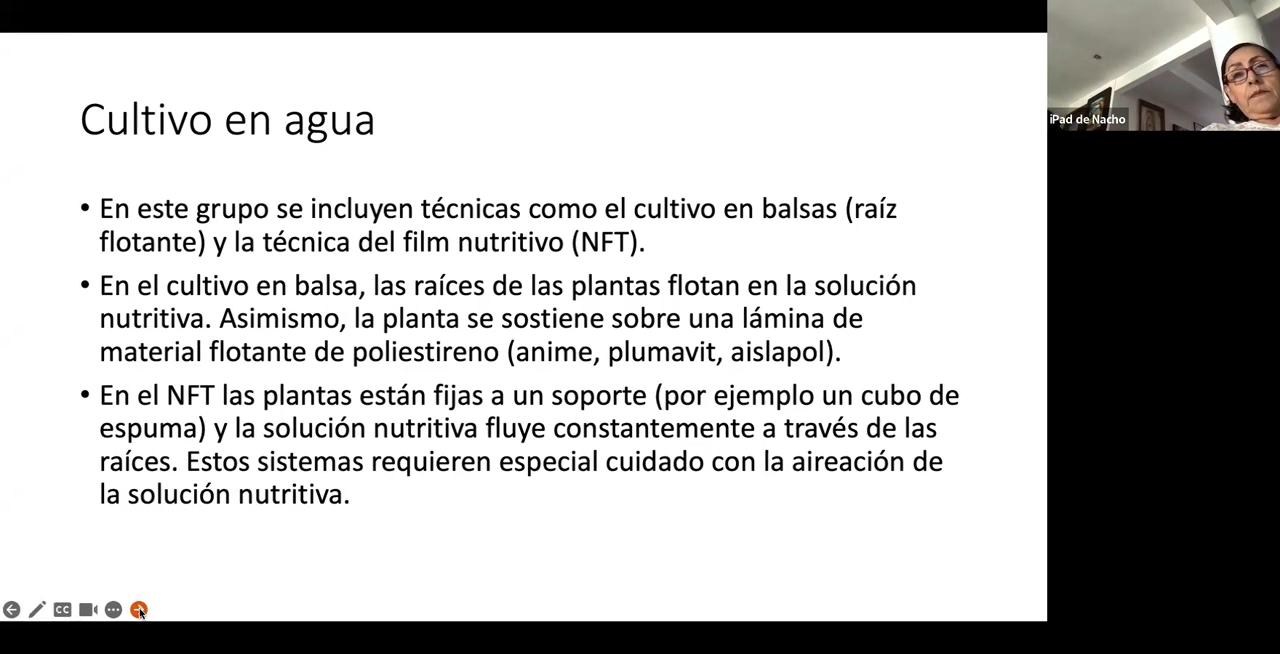 Cultivo en agua
• En este grupo se incluyen técnicas como el cultivo en balsas (raíz
flotante) y la técnica del film nutritivo (NFT).
• En el cultivo en balsa, las raíces de las plantas flotan en la solución
nutritiva. Asimismo, la planta se sostiene sobre una lámina de
material flotante de poliestireno (anime, plumavit, aislapol).
• En el NFT las plantas están fijas a un soporte (por ejemplo un cubo de
espuma) y la solución nutritiva fluye constantemente a través de las
raíces. Estos sistemas requieren especial cuidado con la aireación de
la solución nutritiva.
CC
iPad de Nacho